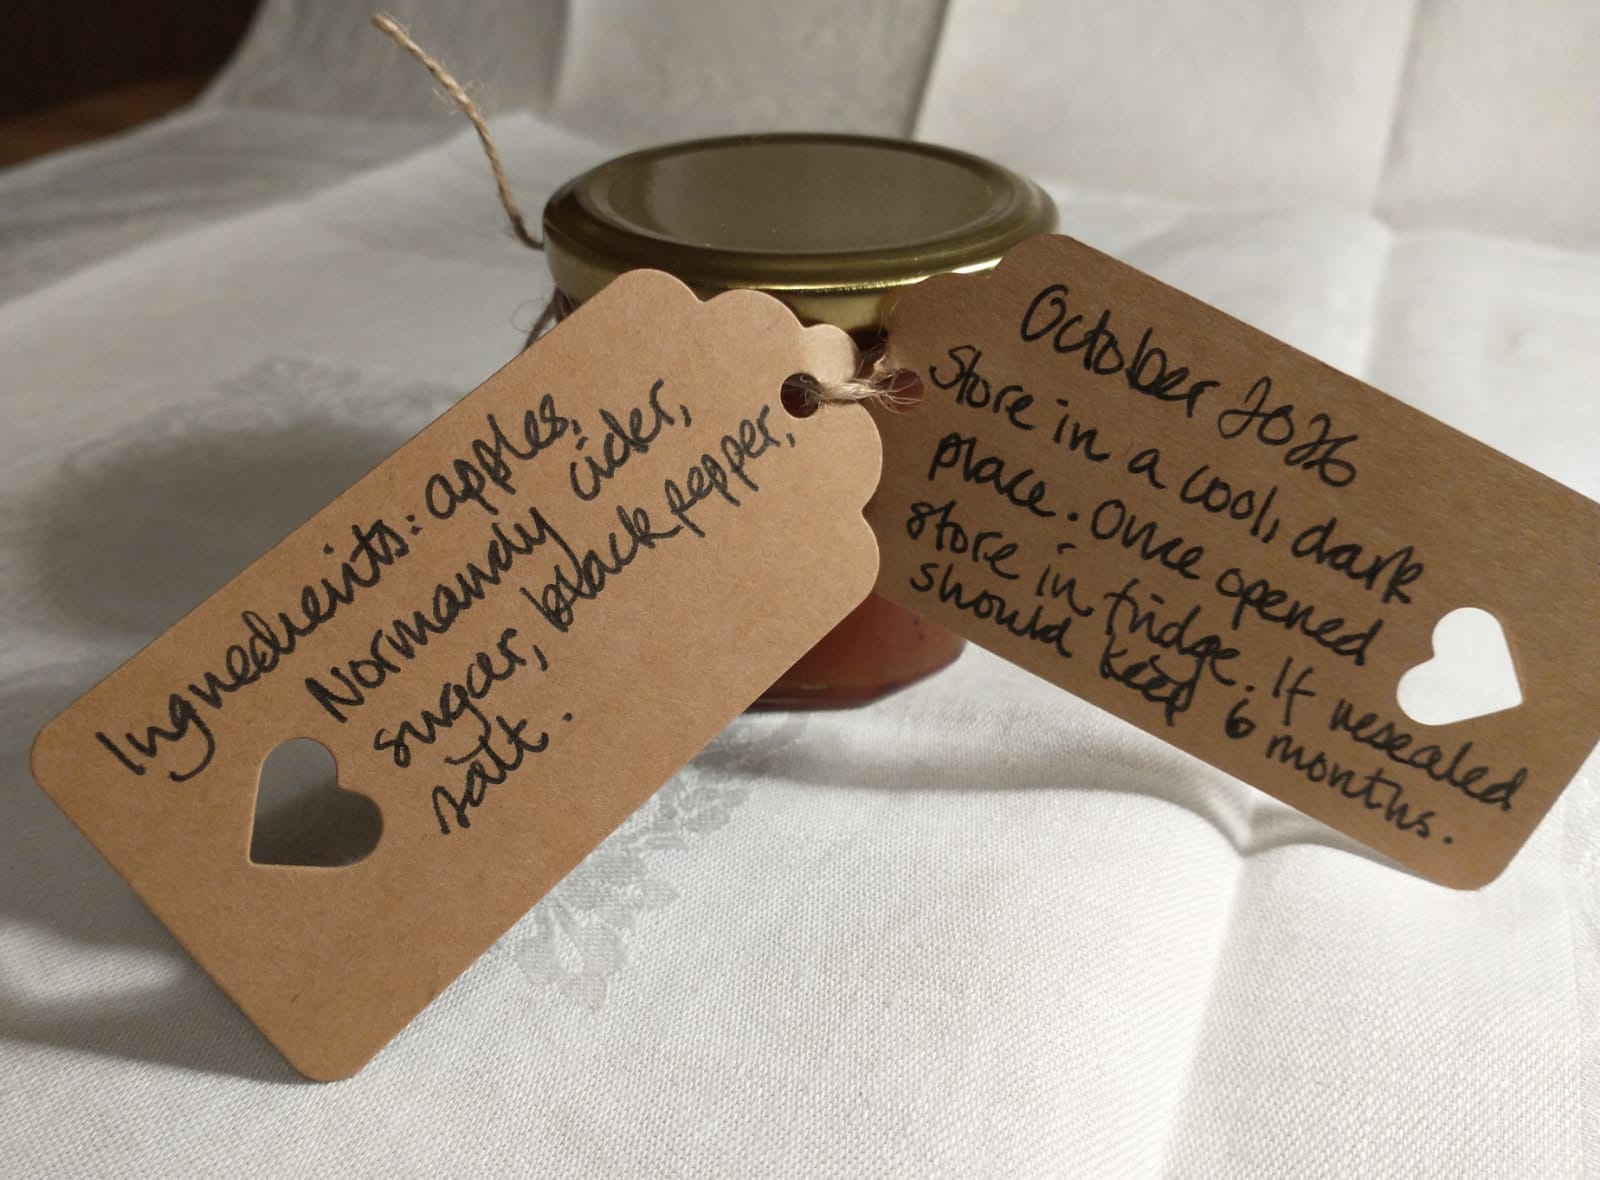 Ingredients: apples,
Normandy cider,
sugar, black pepper,
salt.
October 2026
Store in a cool, dark
place. Once opened
store in fridge. If resealed
should keep 6 months.